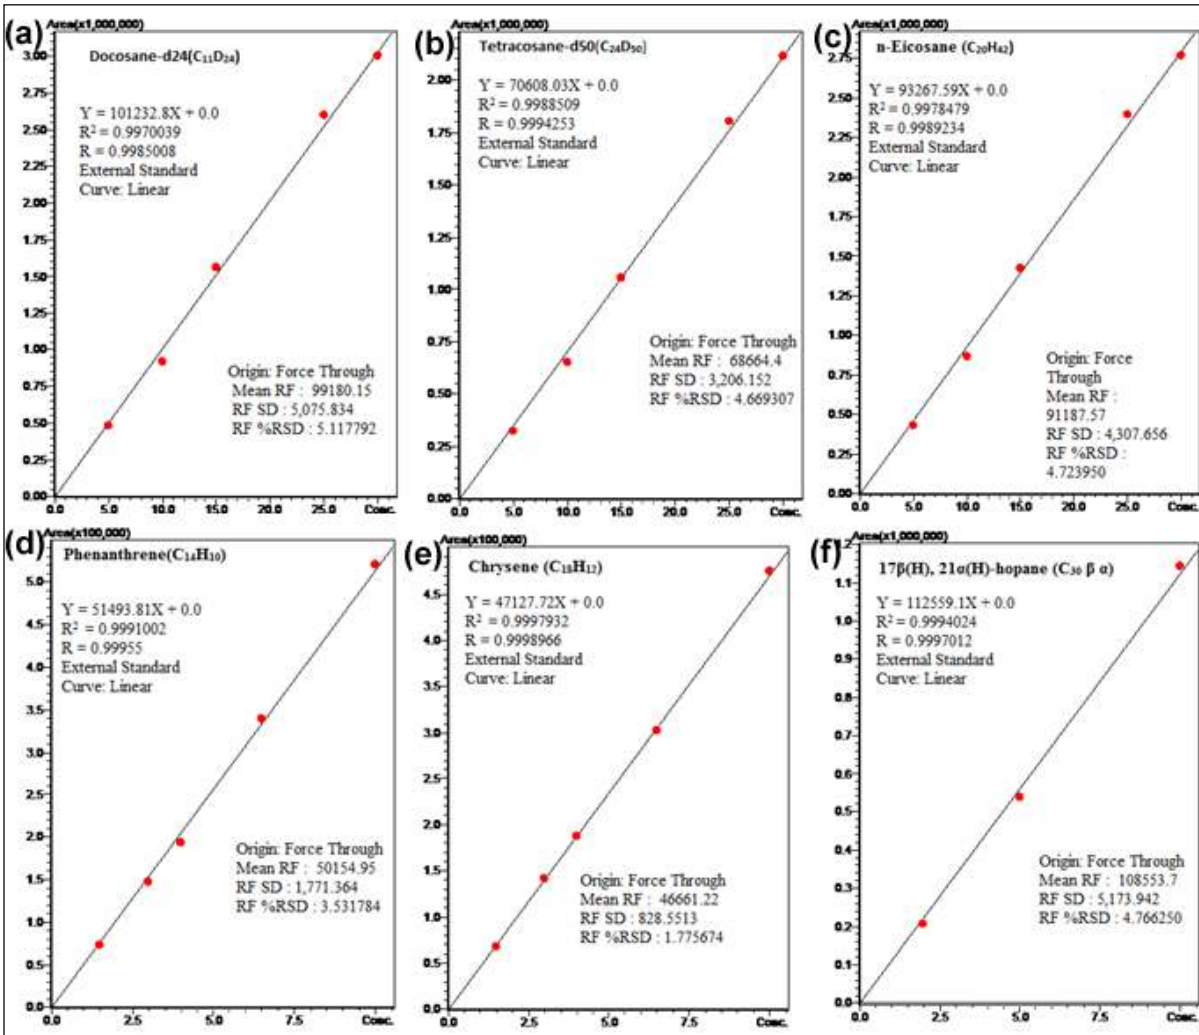 (a)
Area(x1,000,000)
Docosane-d24(C₁₁D₂₄)
Y = 101232.8X + 0.0
R² = 0.9970039
R = 0.9985008
External Standard
Curve: Linear
Origin: Force Through
Mean RF : 99180.15
RF SD : 5,075.834
RF %RSD : 5.117792
3.00
2.75
2.50
2.25
2.00
1.75
1.50
1.25
1.00
0.75
0.50
0.25
0.00
0.0 5.0 10.0 15.0 20.0 25.0 Conc.
(b)
Area(x1,000,000)
Tetracosane-d50(C₂₄D₅₀)
Y = 70608.03X + 0.0
R² = 0.9988509
R = 0.9994253
External Standard
Curve: Linear
Origin: Force Through
Mean RF : 68664.4
RF SD : 3,206.152
RF %RSD : 4.669307
2.00
1.75
1.50
1.25
1.00
0.75
0.50
0.25
0.00
0.0 5.0 10.0 15.0 20.0 25.0 Conc.
(c)
Area(x1,000,000)
n-Eicosane (C₂₀H₄₂)
Y = 93267.59X + 0.0
R² = 0.9978479
R = 0.9989234
External Standard
Curve: Linear
Origin: Force
Through
Mean RF :
91187.57
RF SD : 4,307.656
RF %RSD :
4.723950
2.75
2.50
2.25
2.00
1.75
1.50
1.25
1.00
0.75
0.50
0.25
0.00
0.0 5.0 10.0 15.0 20.0 25.0 Conc.
(d)
Area(x100,000)
Phenanthrene(C₁₄H₁₀)
Y = 51493.81X + 0.0
R² = 0.9991002
R = 0.99955
External Standard
Curve: Linear
Origin: Force Through
Mean RF : 50154.95
RF SD : 1,771.364
RF %RSD : 3.531784
5.0
4.5
4.0
3.5
3.0
2.5
2.0
1.5
1.0
0.5
0.0
0.0 2.5 5.0 7.5 Conc.
(e)
Area(x100,000)
Chrysene (C₁₈H₁₂)
Y = 47127.72X + 0.0
R² = 0.9997932
R = 0.9998966
External Standard
Curve: Linear
Origin: Force Through
Mean RF : 46661.22
RF SD : 828.5513
RF %RSD : 1.775674
4.5
4.0
3.5
3.0
2.5
2.0
1.5
1.0
0.5
0.0
0.0 2.5 5.0 7.5 Conc.
(f)
Area(x1,000,000)
17β(H), 21α(H)-hopane (C₃₀ β α)
Y = 112559.1X + 0.0
R² = 0.9994024
R = 0.9997012
External Standard
Curve: Linear
Origin: Force Through
Mean RF : 108553.7
RF SD : 5,173.942
RF %RSD : 4.766250
1.2
1.1
1.0
0.9
0.8
0.7
0.6
0.5
0.4
0.3
0.2
0.1
0.0
0.0 2.5 5.0 7.5 Conc.